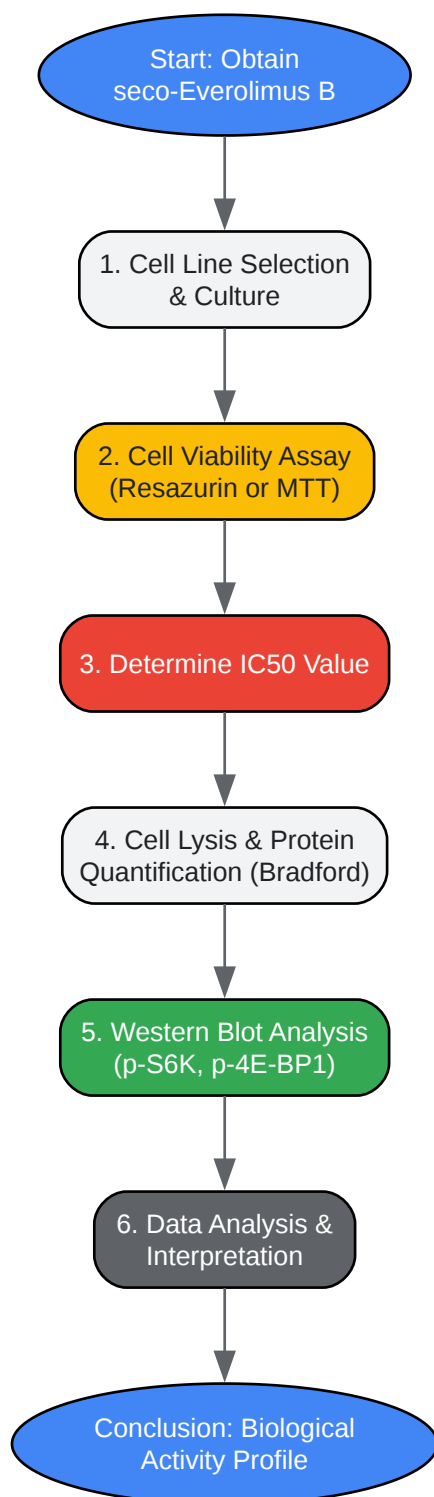 Start: Obtain
seco-Everolimus B
1. Cell Line Selection
& Culture
2. Cell Viability Assay
(Resazurin or MTT)
3. Determine IC50 Value
4. Cell Lysis & Protein
Quantification (Bradford)
5. Western Blot Analysis
(p-S6K, p-4E-BP1)
6. Data Analysis &
Interpretation
Conclusion: Biological
Activity Profile